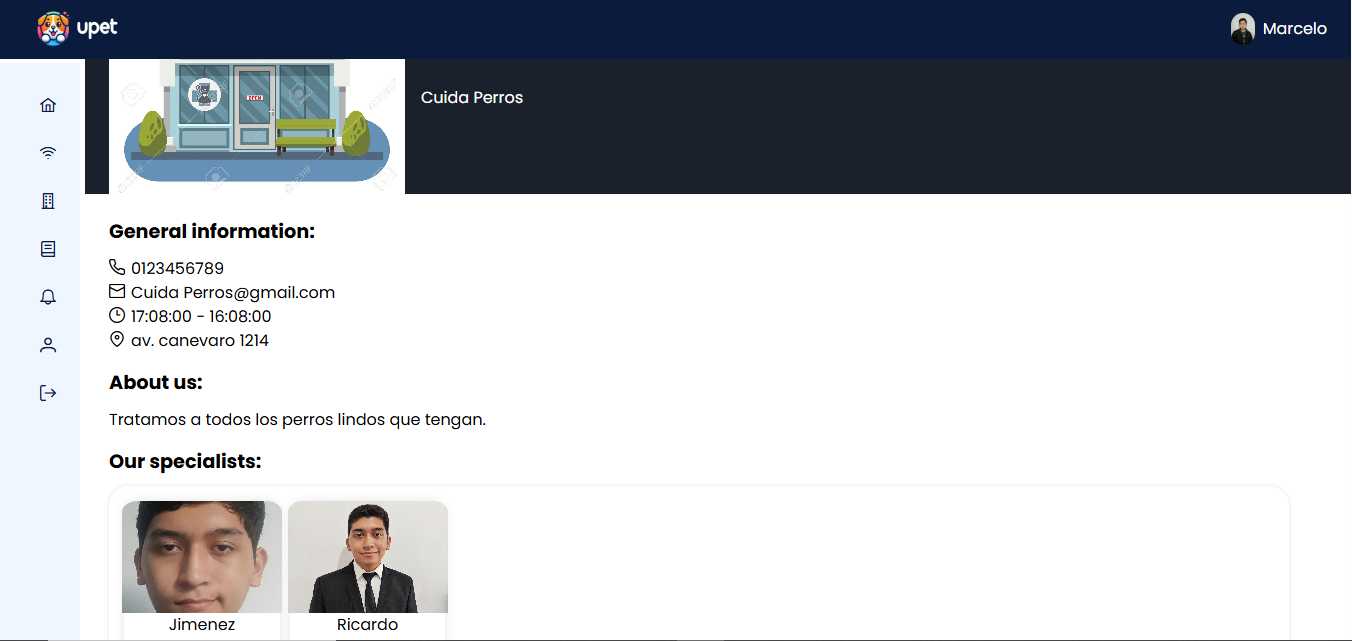 upet
Marcelo
OPEN
Cuida Perros
General information:
0123456789
Cuida Perros@gmail.com
17:08:00 - 16:08:00
av. canevaro 1214
About us:
Tratamos a todos los perros lindos que tengan.
Our specialists:
Jimenez
Ricardo